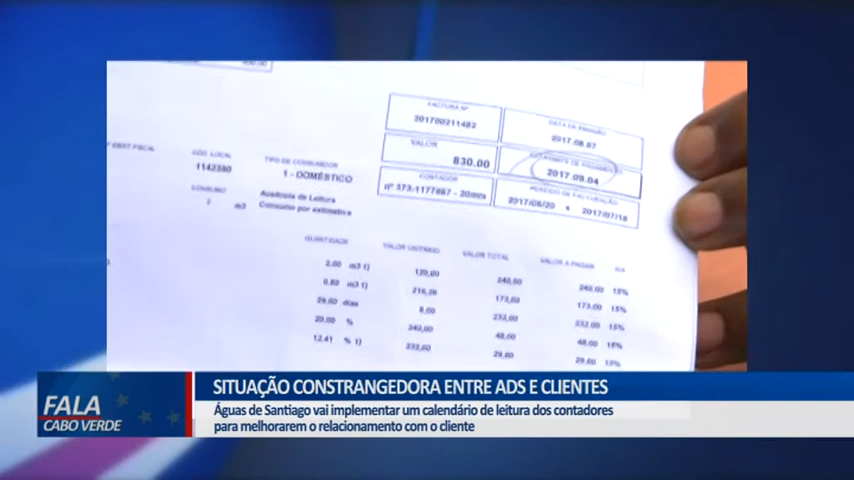 FACTURA Nº
201700211482
DATA DE EMISSÃO
2017.08.07
VALOR
830.00
2017.09.04
CONTADOR
nº 373-1177867 - 20mm
PERÍODO DE FACTURAÇÃO
2017/06/20 a 2017/07/18
IDENT.FISCAL
CÓD. LOCAL
1142380
TIPO DE CONSUMIDOR
1 - DOMÉSTICO
CONSUMO
2 m3
Ausência de Leitura
Consumo por estimativa
QUANTIDADE VALOR UNITÁRIO VALOR TOTAL VALOR A PAGAR IVA
2.00 m3 1) 120,00 240,00 240,00 15%
0.80 m3 1) 216,26 173,00 173,00 15%
29.00 dias 8,00 232,00 232,00 15%
20.00 % 240,00 48,00 48,00 15%
12.41 % 1) 232,00 29,60 29,60 15%
FALA
CABO VERDE
SITUAÇÃO CONSTRANGEDORA ENTRE ADS E CLIENTES
Águas de Santiago vai implementar um calendário de leitura dos contadores
para melhorarem o relacionamento com o cliente